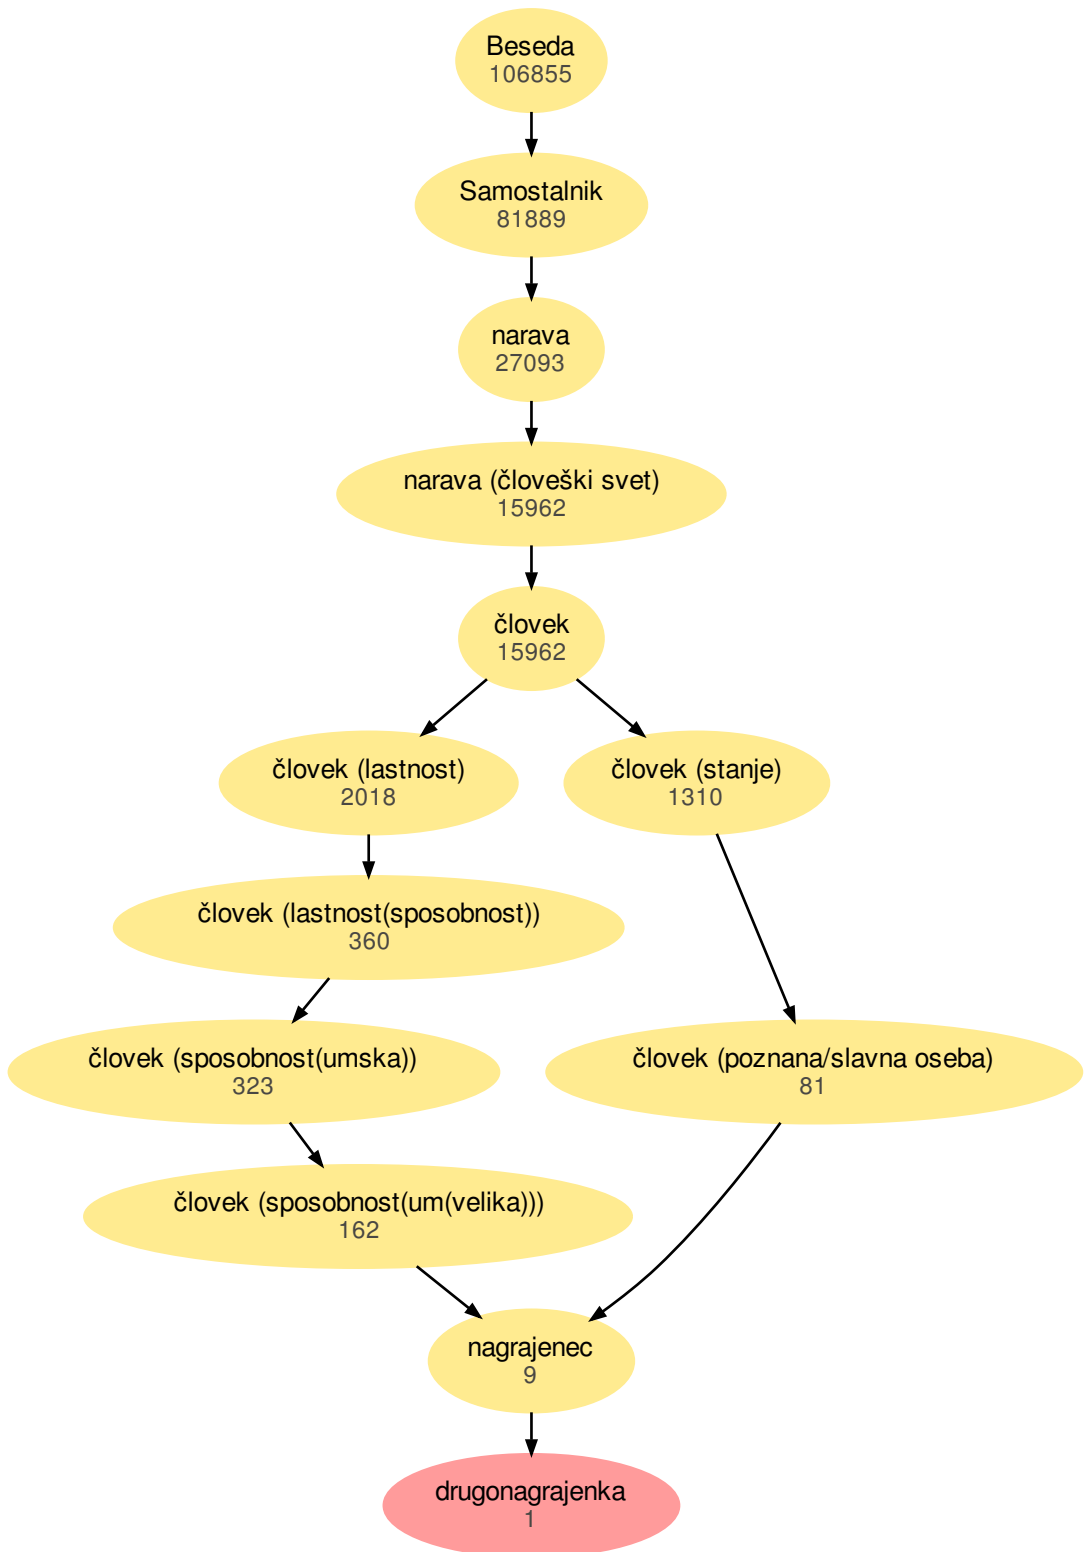 Beseda
106855
Samostalnik
81889
narava
27093
narava (človeški svet)
15962
človek
15962
človek (lastnost)
2018
človek (stanje)
1310
človek (lastnost(sposobnost))
360
človek (sposobnost(umska))
323
človek (poznana/slavna oseba)
81
človek (sposobnost(um(velika)))
162
nagrajenec
9
drugonagrajenka
1